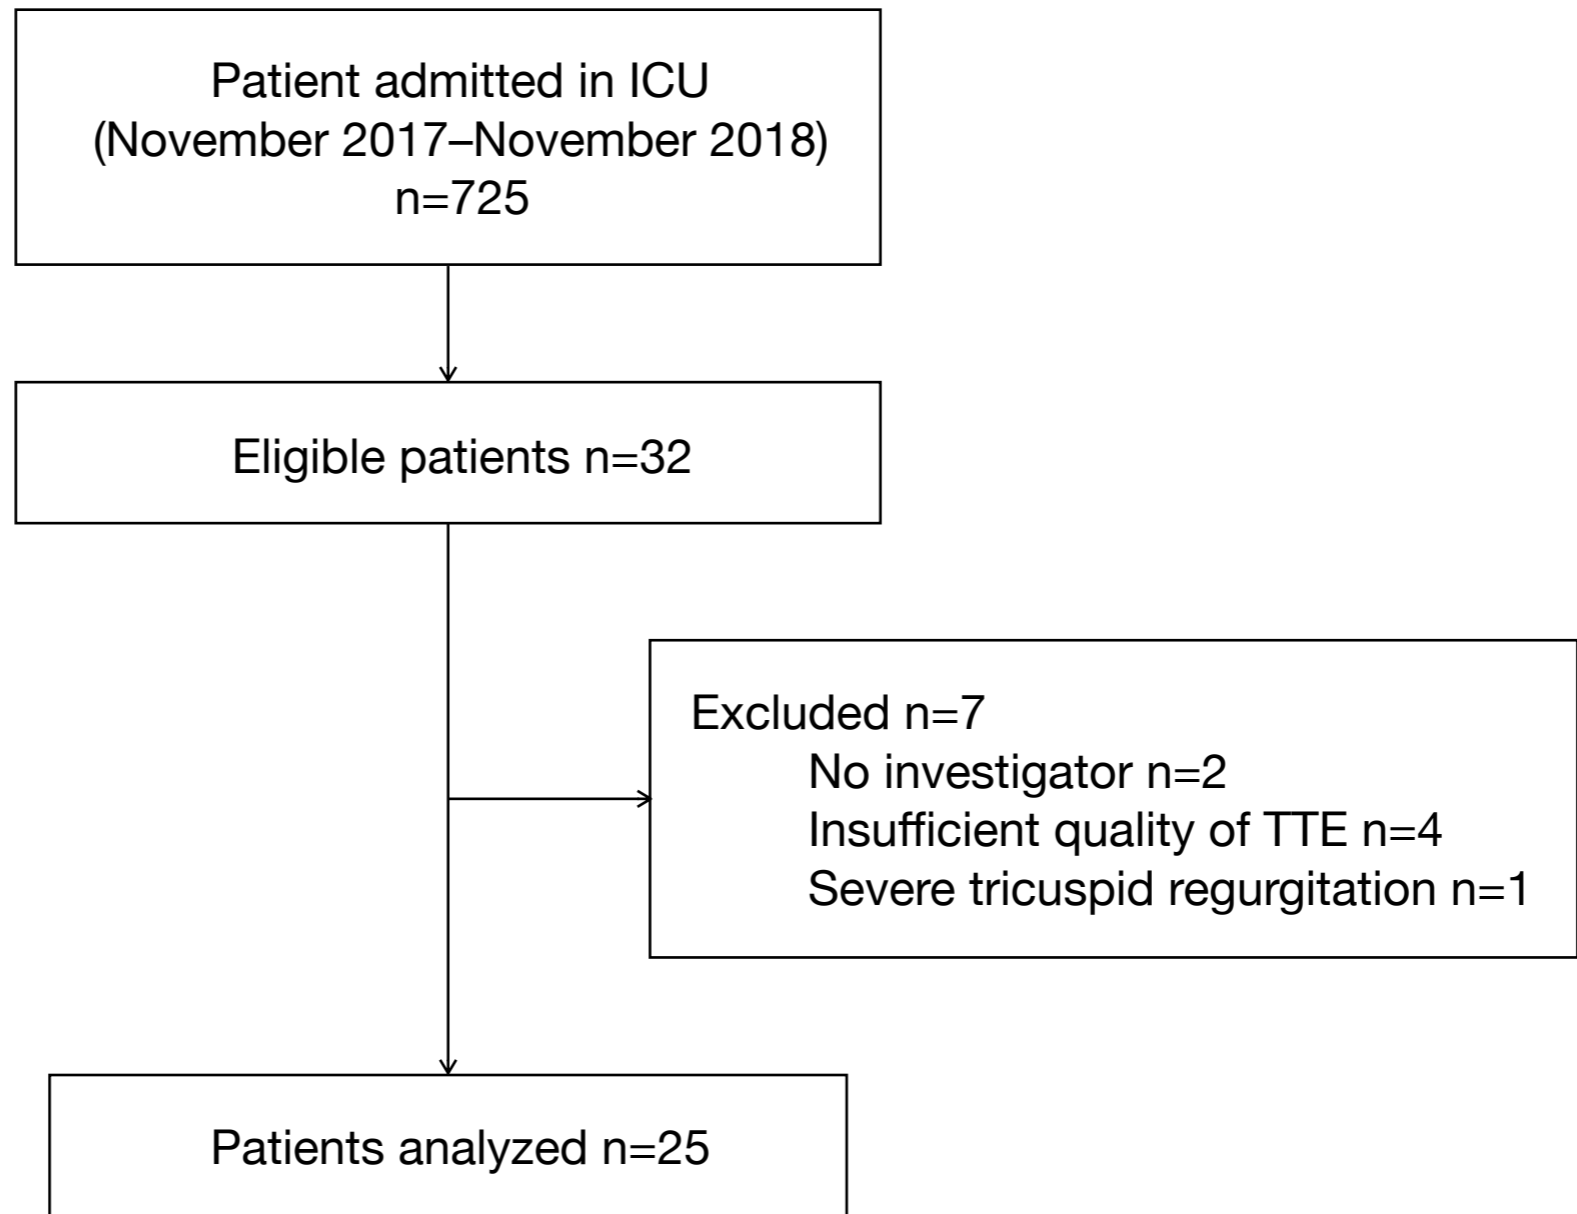 Patient admitted in ICU
(November 2017–November 2018)
n=725
Eligible patients n=32
Excluded n=7
No investigator n=2
Insufficient quality of TTE n=4
Severe tricuspid regurgitation n=1
Patients analyzed n=25